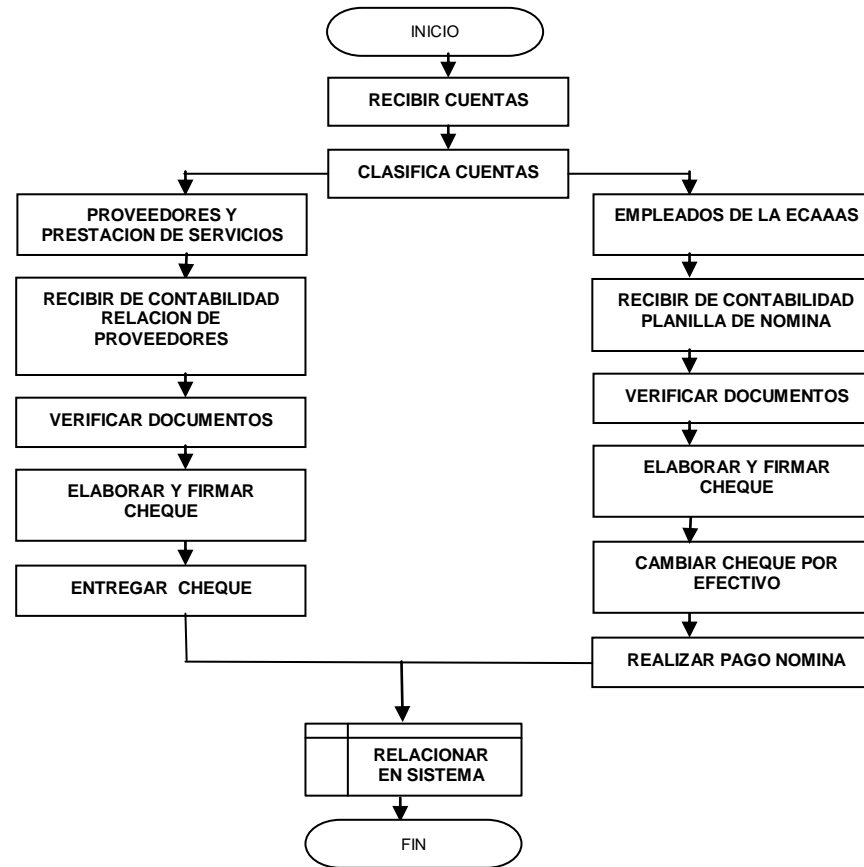 INICIO
RECIBIR CUENTAS
CLASIFICA CUENTAS
PROVEEDORES Y
PRESTACION DE SERVICIOS
RECIBIR DE CONTABILIDAD
RELACION DE
PROVEEDORES
VERIFICAR DOCUMENTOS
ELABORAR Y FIRMAR
CHEQUE
ENTREGAR CHEQUE
EMPLEADOS DE LA ECAAAS
RECIBIR DE CONTABILIDAD
PLANILLA DE NOMINA
VERIFICAR DOCUMENTOS
ELABORAR Y FIRMAR
CHEQUE
CAMBIAR CHEQUE POR
EFECTIVO
REALIZAR PAGO NOMINA
RELACIONAR
EN SISTEMA
FIN